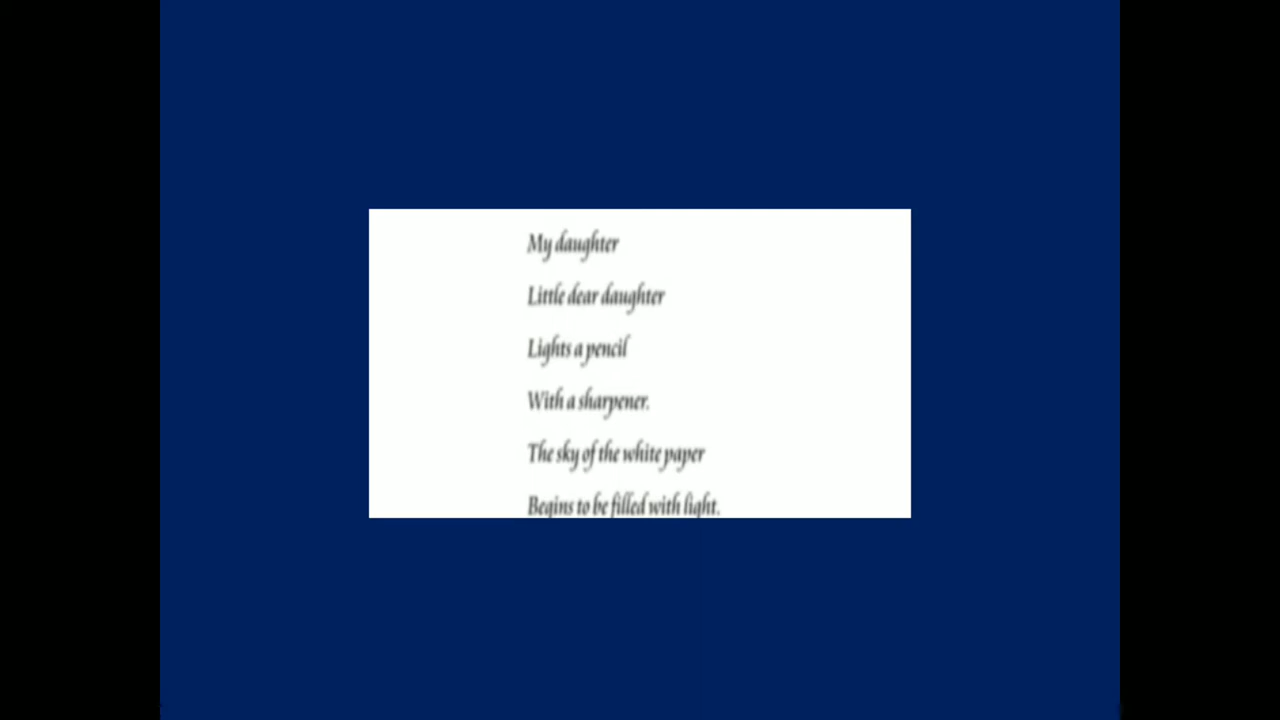 My daughter
Little dear daughter
Lights a pencil
With a sharpener.
The sky of the white paper
Begins to be filled with light.